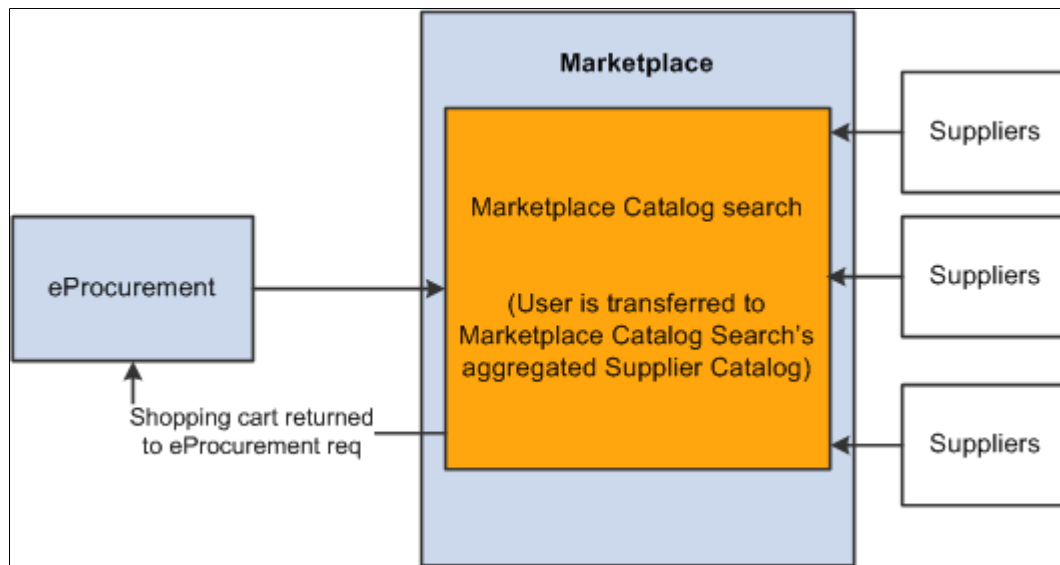 Marketplace
Suppliers
Marketplace Catalog search
Suppliers
eProcurement
(User is transferred to
Marketplace Catalog Search's
aggregated Supplier Catalog)
Shopping cart returned
to eProcurement req
Suppliers